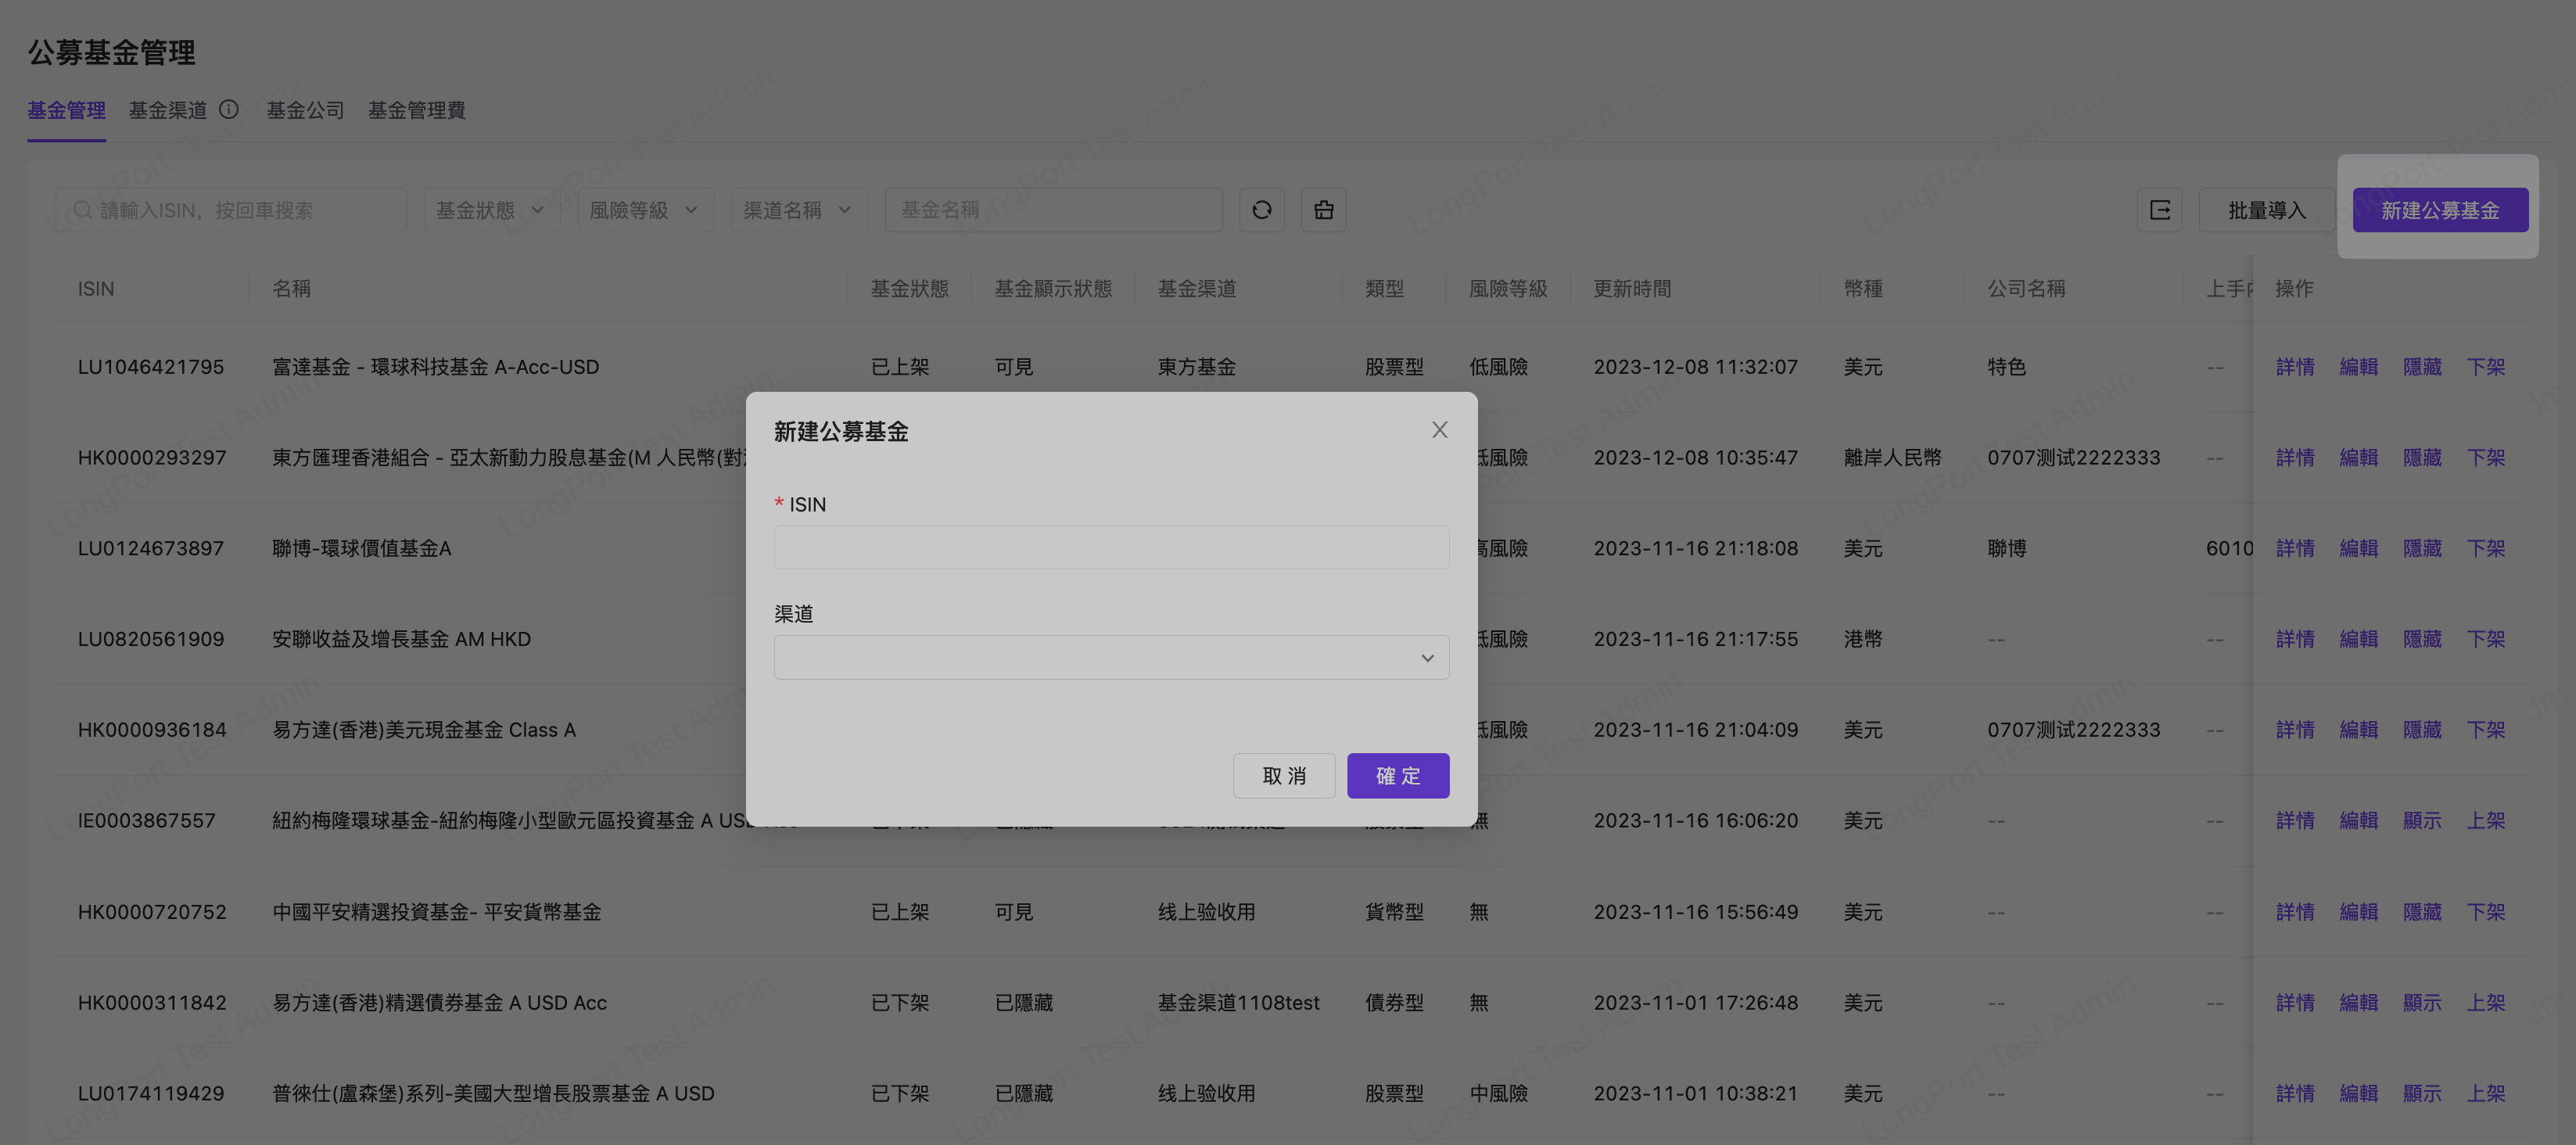 公募基金管理
基金管理 基金渠道 基金公司 基金管理費
請輸入ISIN，按回車搜索 基金狀態 風險等級 渠道名稱 基金名稱 批量導入 新建公募基金
ISIN 名稱 基金狀態 基金顯示狀態 基金渠道 類型 風險等級 更新時間 幣種 公司名稱 上手 操作
LU1046421795 富達基金 - 環球科技基金 A-Acc-USD 已上架 可見 東方基金 股票型 低風險 2023-12-08 11:32:07 美元 特色 -- 詳情 編輯 隱藏 下架
HK0000293297 東方匯理香港組合 - 亞太新動力股息基金(M 人民幣(對 低風險 2023-12-08 10:35:47 離岸人民幣 0707测试2222333 -- 詳情 編輯 隱藏 下架
LU0124673897 聯博-環球價值基金A 高風險 2023-11-16 21:18:08 美元 聯博 6010 詳情 編輯 隱藏 下架
LU0820561909 安聯收益及增長基金 AM HKD 低風險 2023-11-16 21:17:55 港幣 -- -- 詳情 編輯 隱藏 下架
HK0000936184 易方達(香港)美元現金基金 Class A 低風險 2023-11-16 21:04:09 美元 0707测试2222333 -- 詳情 編輯 隱藏 下架
IE0003867557 紐約梅隆環球基金-紐約梅隆小型歐元區投資基金 A USD Acc 已下架 已隱藏 股票型 無 2023-11-16 16:06:20 美元 -- -- 詳情 編輯 顯示 上架
HK0000720752 中國平安精選投資基金- 平安貨幣基金 已上架 可見 线上验收用 貨幣型 無 2023-11-16 15:56:49 美元 -- -- 詳情 編輯 隱藏 下架
HK0000311842 易方達(香港)精選債券基金 A USD Acc 已下架 已隱藏 基金渠道1108test 債券型 無 2023-11-01 17:26:48 美元 -- -- 詳情 編輯 顯示 上架
LU0174119429 普徠仕(盧森堡)系列-美國大型增長股票基金 A USD 已下架 已隱藏 线上验收用 股票型 中風險 2023-11-01 10:38:21 美元 -- -- 詳情 編輯 顯示 上架
新建公募基金
* ISIN
渠道
取 消 確 定
LongPort Test Admin